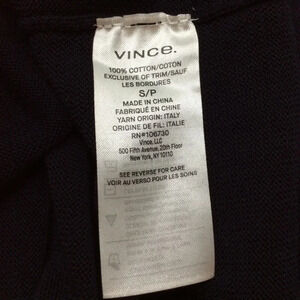 VINCE.
100% COTTON/COTON
EXCLUSIVE OF TRIM/SAUF
LES BORDURES
S/P
MADE IN CHINA
FABRIQUÉ EN CHINE
YARN ORIGIN: ITALY
ORIGINE DE FIL: ITALIE
RN#106730
Vince, LLC
500 Fifth Avenue, 20th Floor
New York, NY 10110
SEE REVERSE FOR CARE
VOIR AU VERSO POUR LES SOINS